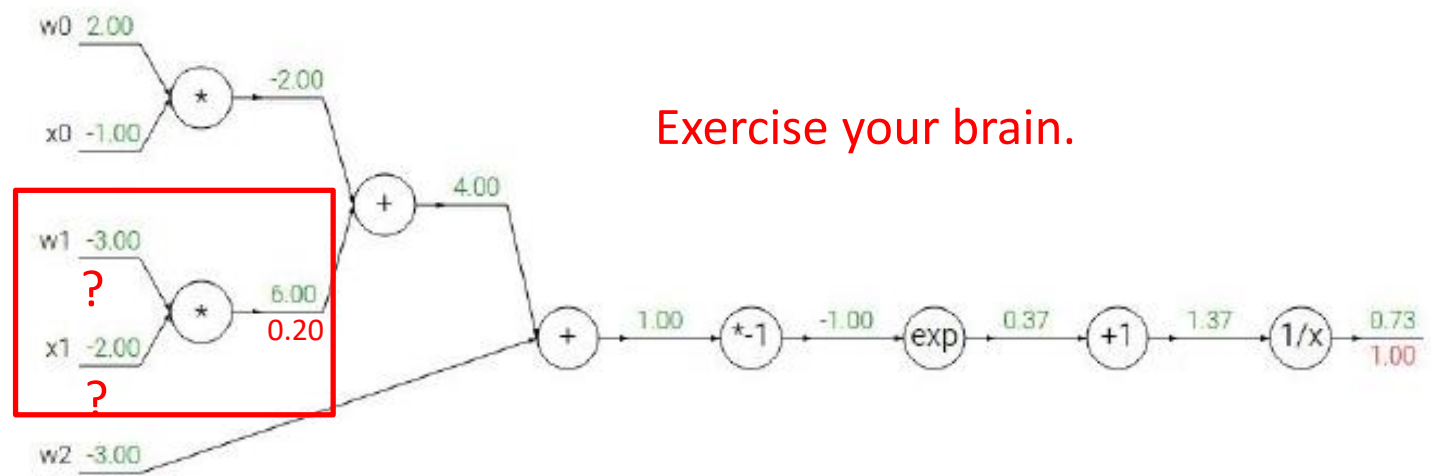 w0 2.00
-2.00
*
x0 -1.00
Exercise your brain.
4.00
+
w1 -3.00
?
6.00
*
0.20
x1 -2.00
?
+
1.00
*-1
-1.00
exp
0.37
+1
1.37
1/x
0.73
1.00
w2 -3.00